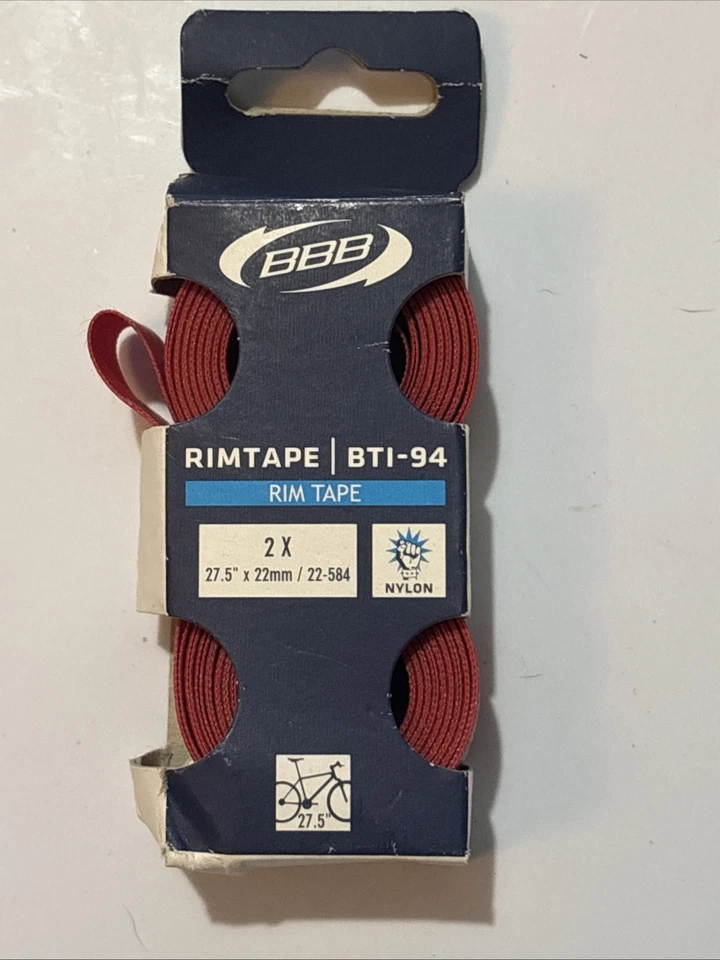 BBB
RIMTAPE | BTI-94
RIM TAPE
2 X
27.5" x 22mm / 22-584
NYLON
27.5"